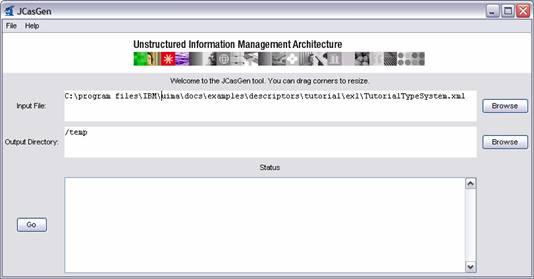 JCasGen
File Help
Unstructured Information Management Architecture
Welcome to the JCasGen tool. You can drag corners to resize.
Input File:
C:\program files\IBM\uima\docs\examples\descriptors\tutorial\ex1\TutorialTypeSystem.xml
Browse
Output Directory:
/temp
Browse
Status
Go